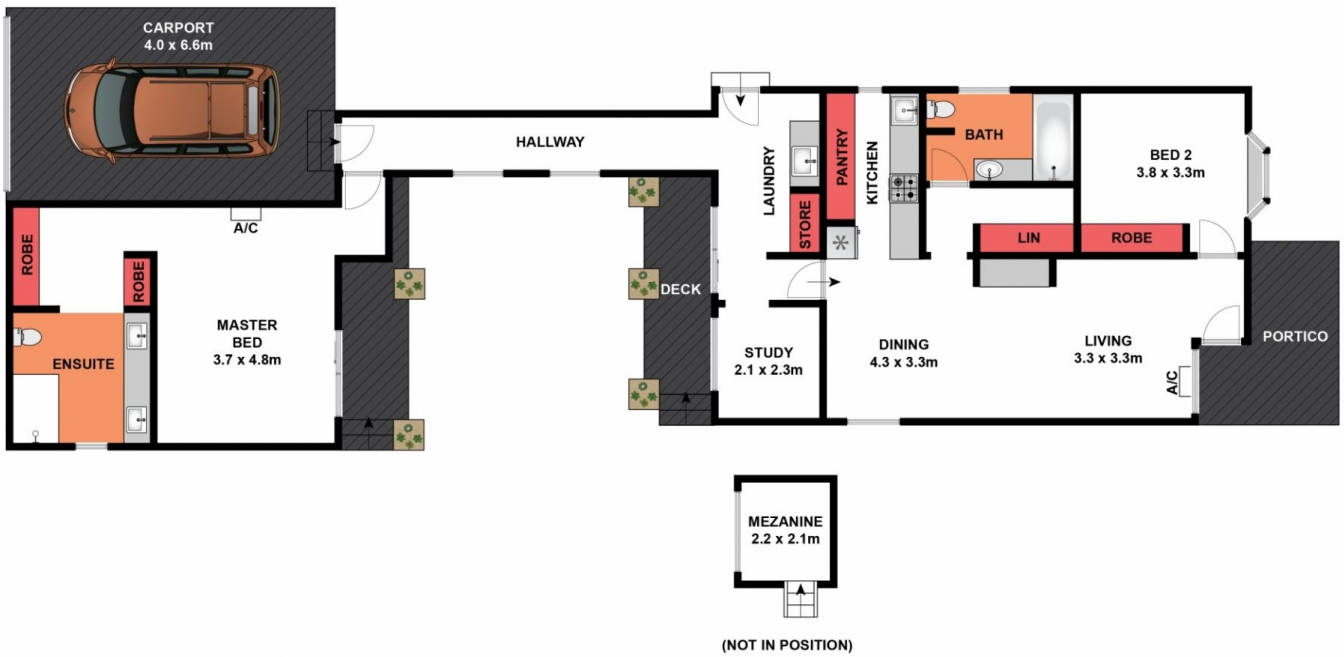 CARPORT
4.0 x 6.6m
HALLWAY
LAUNDRY
STORE
PANTRY
KITCHEN
BATH
BED 2
3.8 x 3.3m
LIN
ROBE
A/C
ROBE
ROBE
MASTER
BED
3.7 x 4.8m
ENSUITE
DECK
STUDY
2.1 x 2.3m
DINING
4.3 x 3.3m
LIVING
3.3 x 3.3m
A/C
PORTICO
MEZANINE
2.2 x 2.1m
(NOT IN POSITION)